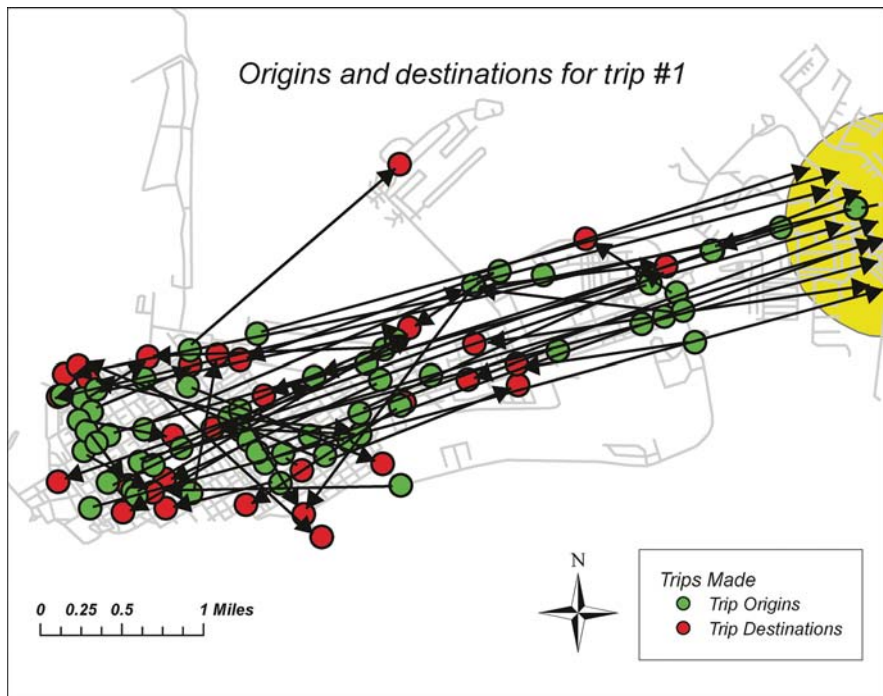 Origins and destinations for trip #1
N
Trips Made
Trip Origins
Trip Destinations
0 0.25 0.5 1 Miles